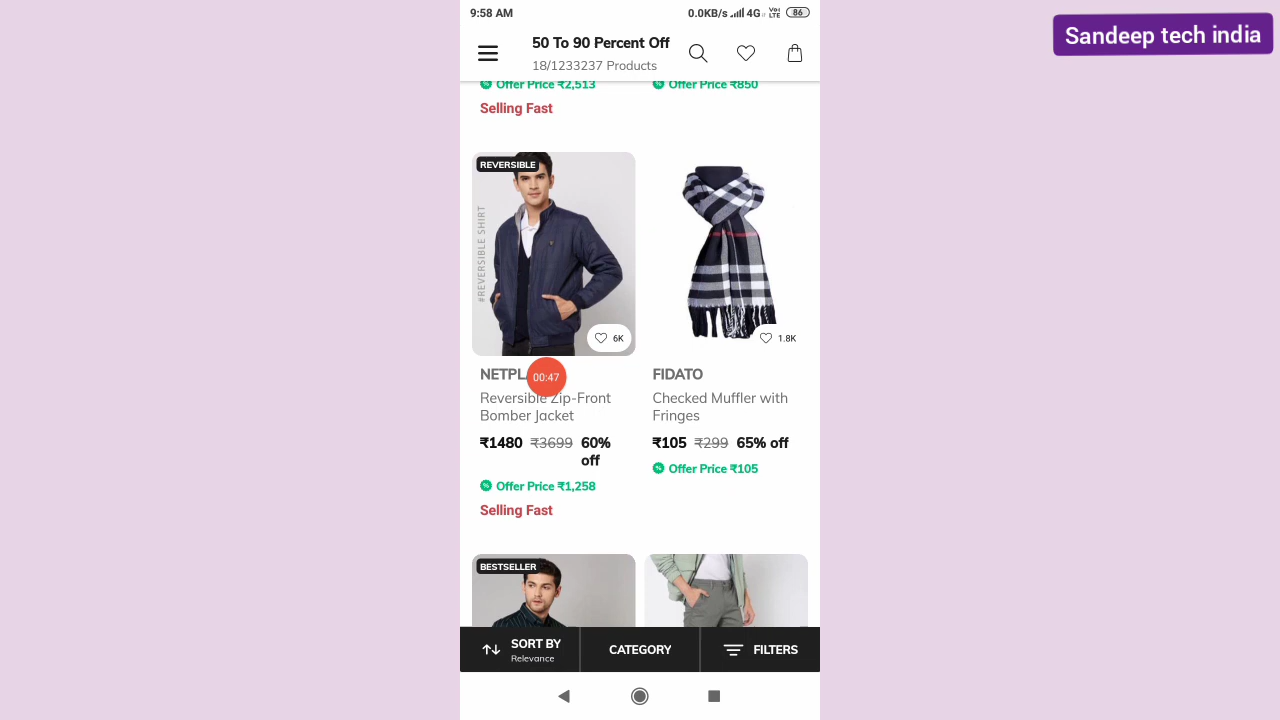 9:58 AM
0.0KB/s 4G Vo) LTE 86
Sandeep tech india
50 To 90 Percent Off
18/1233237 Products
Offer Price ₹2,513
Offer Price ₹850
Selling Fast
REVERSIBLE
#REVERSIBLE SHIRT
6K
1.8K
00:47
FIDATO
Reversible Zip-Front
Bomber Jacket
Checked Muffler with
Fringes
₹1480 ₹3699 60%
off
₹105 ₹299 65% off
Offer Price ₹1,258
Offer Price ₹105
Selling Fast
BESTSELLER
SORT BY
Relevance
CATEGORY
FILTERS